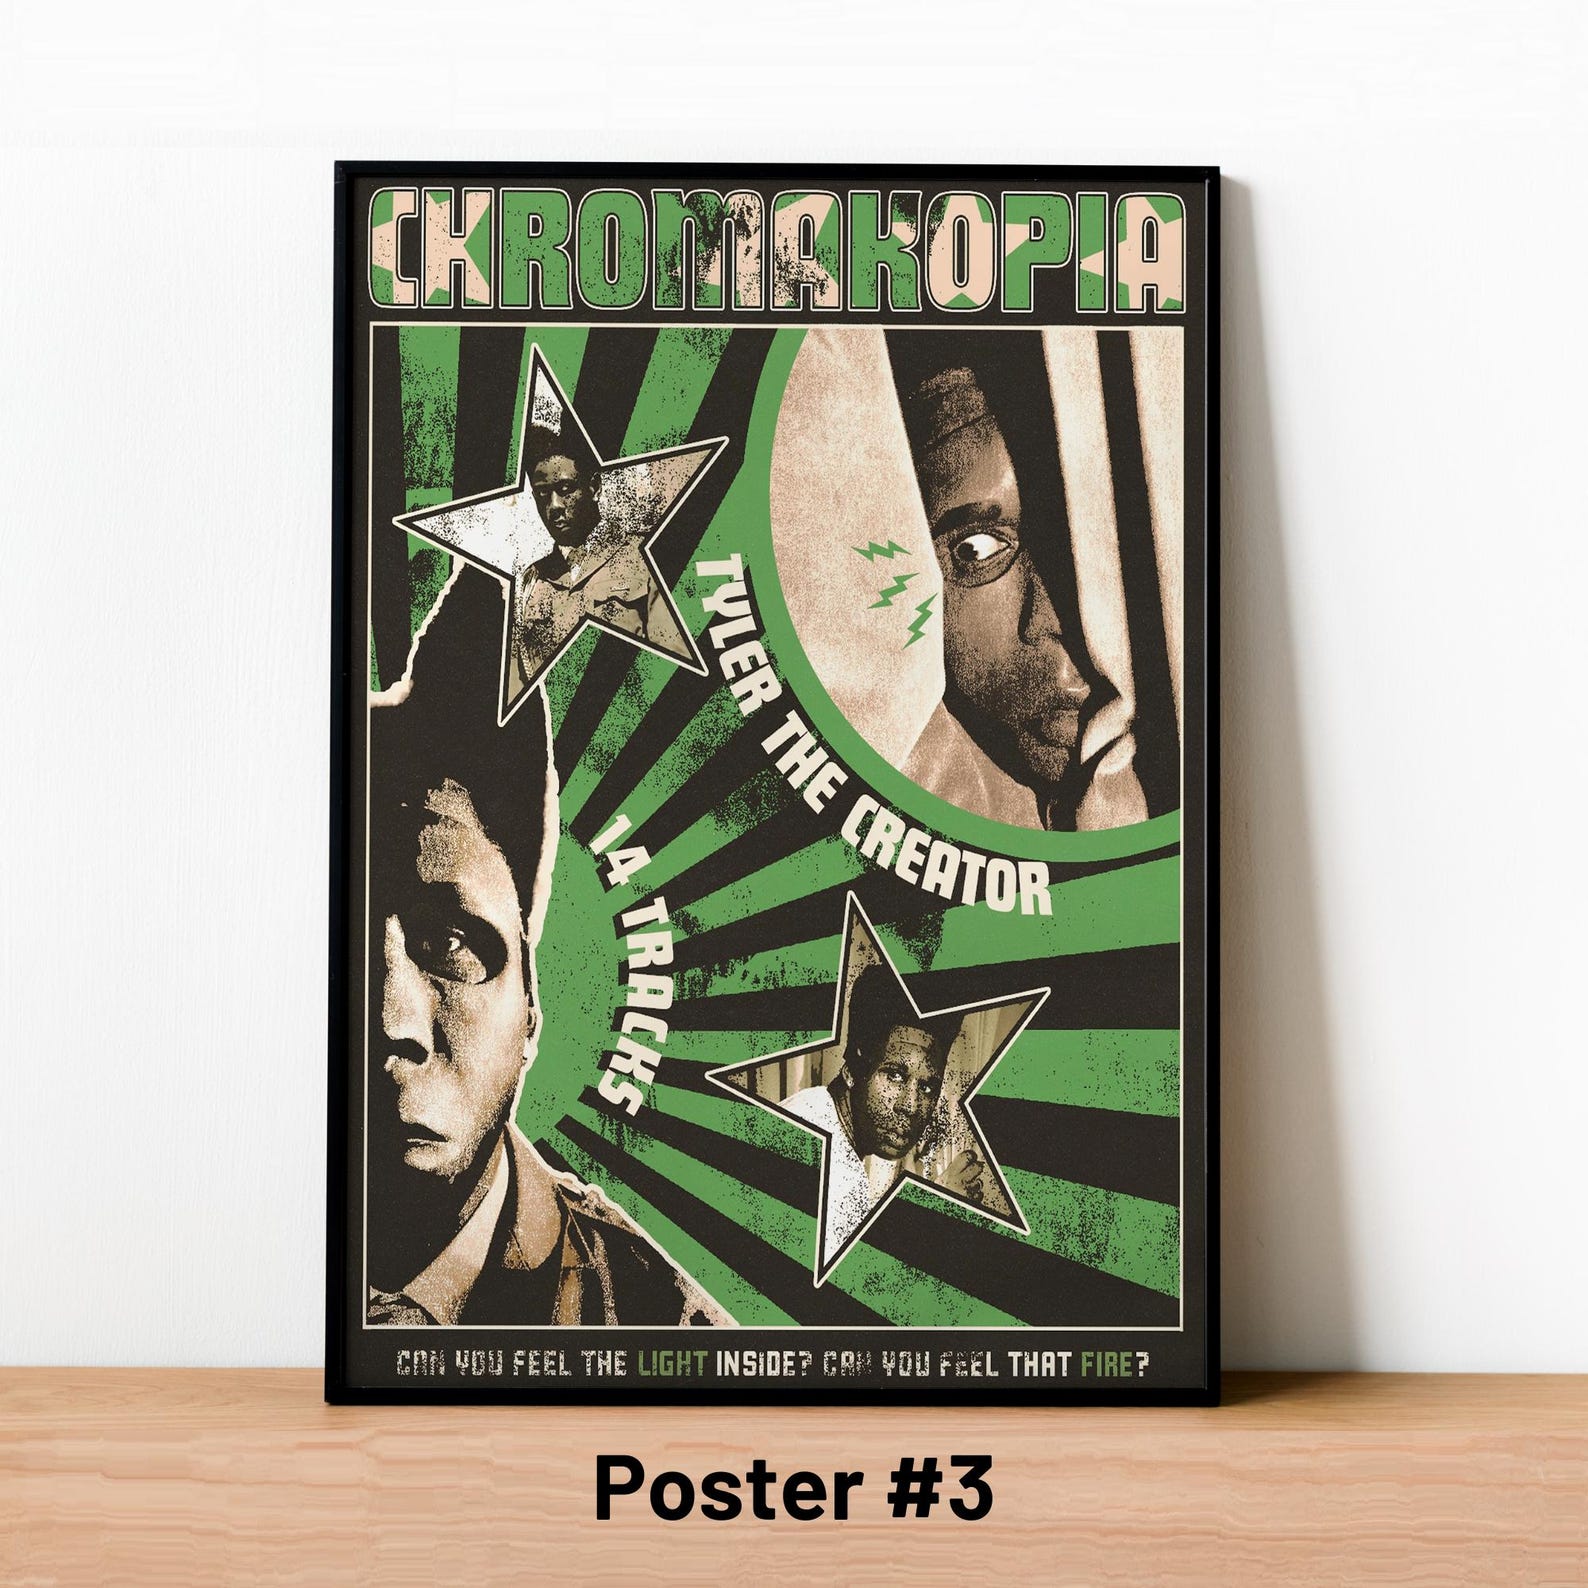 CHROMAKOPIA
TYLER THE CREATOR
14 TRACKS
CAN YOU FEEL THE LIGHT INSIDE? CAN YOU FEEL THAT FIRE?
Poster #3